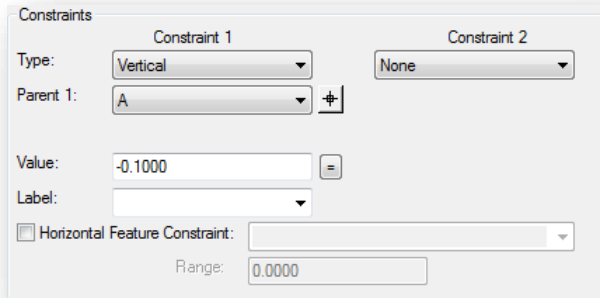 Constraints
Constraint 1 Constraint 2
Type: Vertical None
Parent 1: A
Value: -0.1000 =
Label:
Horizontal Feature Constraint:
Range: 0.0000